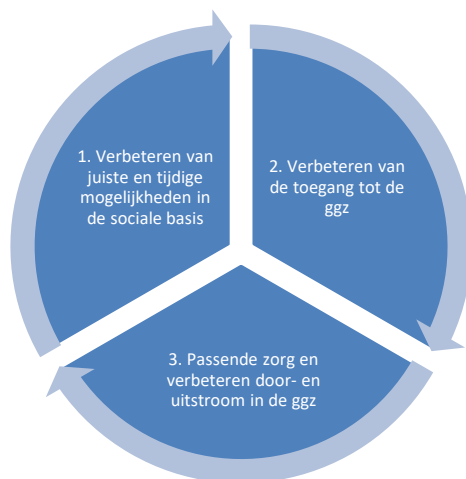 1. Verbeteren van
juiste en tijdige
mogelijkheden in
de sociale basis
2. Verbeteren van
de toegang tot de
ggz
3. Passende zorg en
verbeteren door- en
uitstroom in de ggz